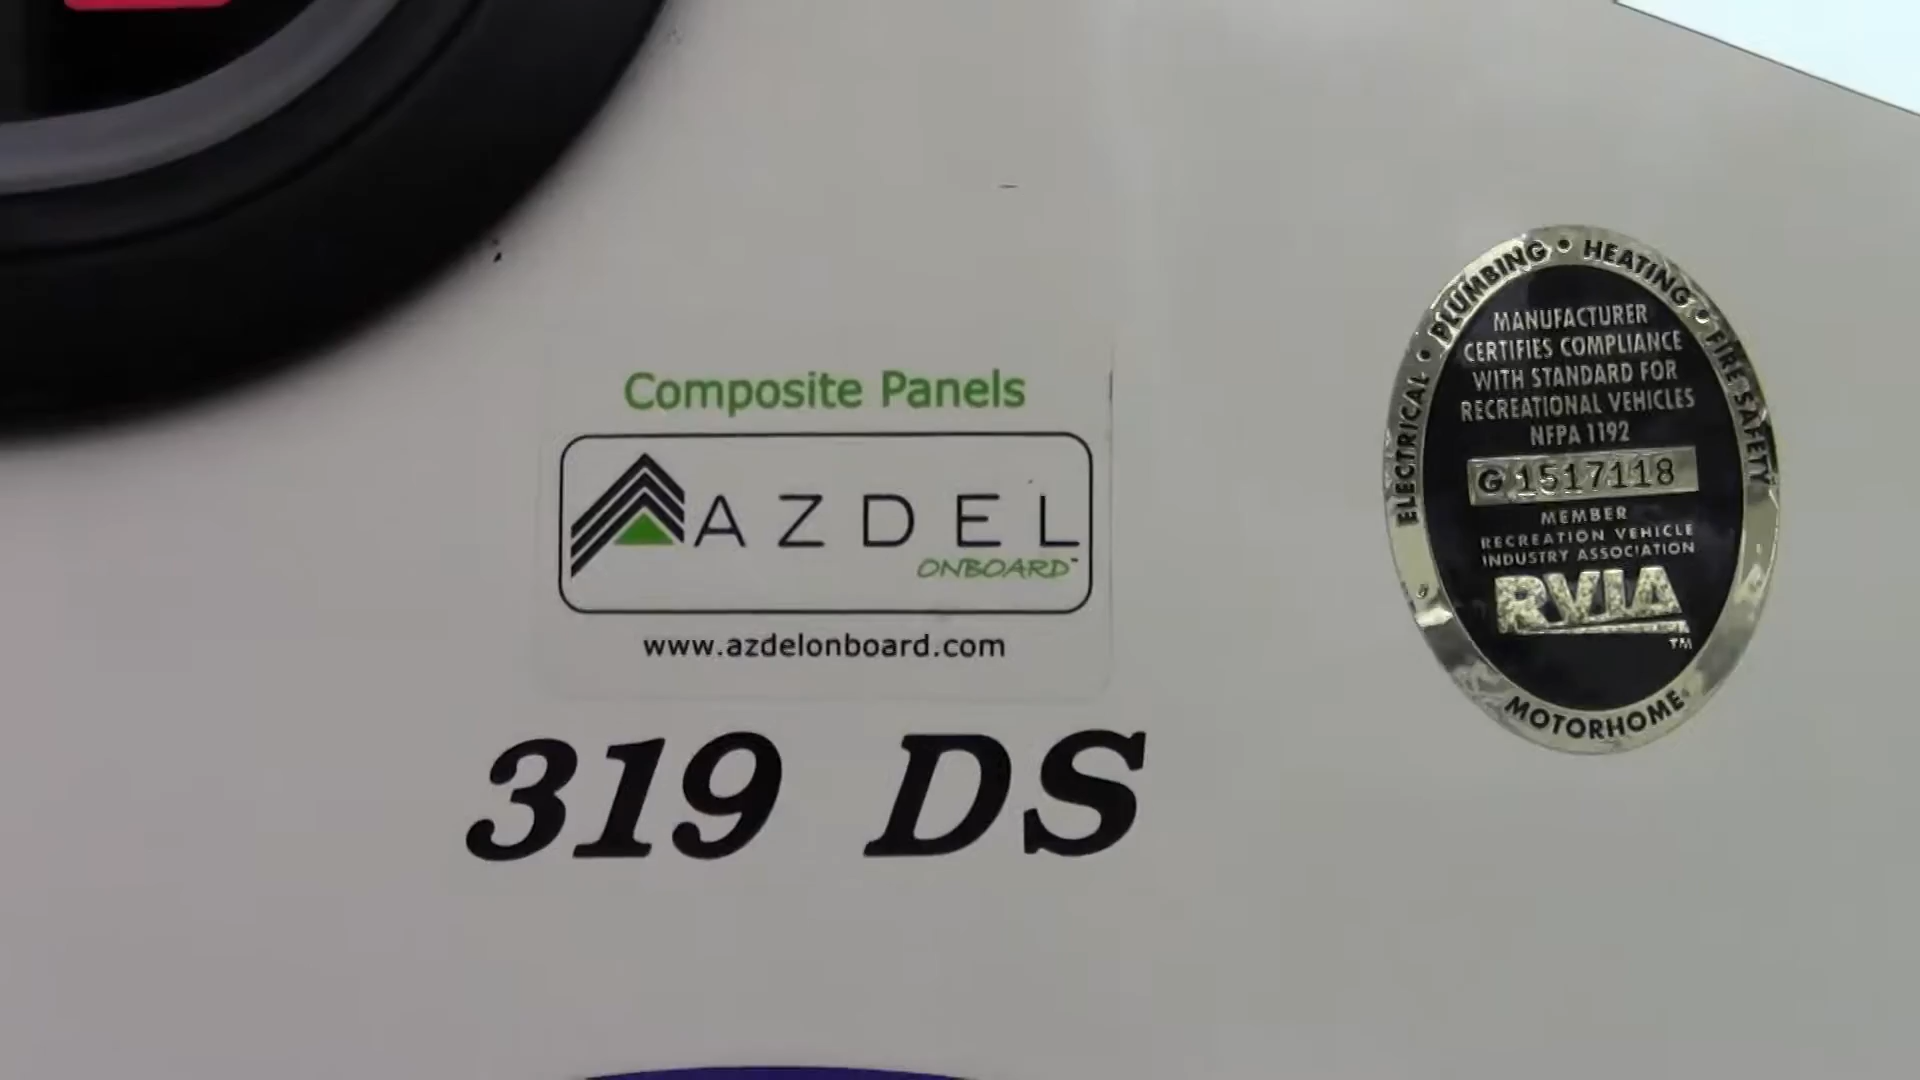 Composite Panels
AZDEL
ONBOARD™
www.azdelonboard.com
319 DS
ELECTRICAL • PLUMBING • HEATING • FIRE SAFETY
MANUFACTURER
CERTIFIES COMPLIANCE
WITH STANDARD FOR
RECREATIONAL VEHICLES
NFPA 1192
G 1517118
MEMBER
RECREATION VEHICLE
INDUSTRY ASSOCIATION
RVIA
TM
MOTORHOME